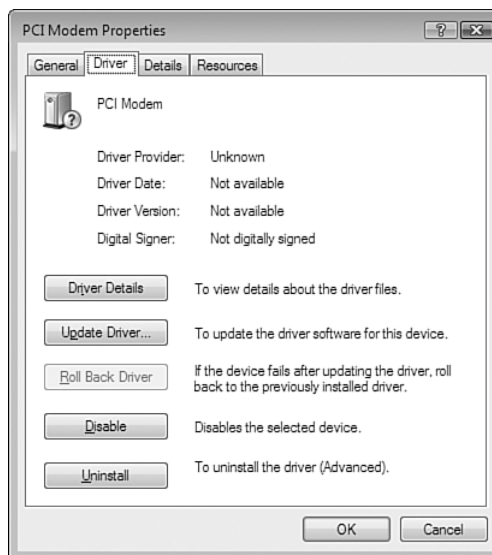 PCI Modem Properties
General Driver Details Resources
PCI Modem
Driver Provider: Unknown
Driver Date: Not available
Driver Version: Not available
Digital Signer: Not digitally signed
Driver Details To view details about the driver files.
Update Driver... To update the driver software for this device.
Roll Back Driver If the device fails after updating the driver, roll
back to the previously installed driver.
Disable Disables the selected device.
Uninstall To uninstall the driver (Advanced).
OK Cancel